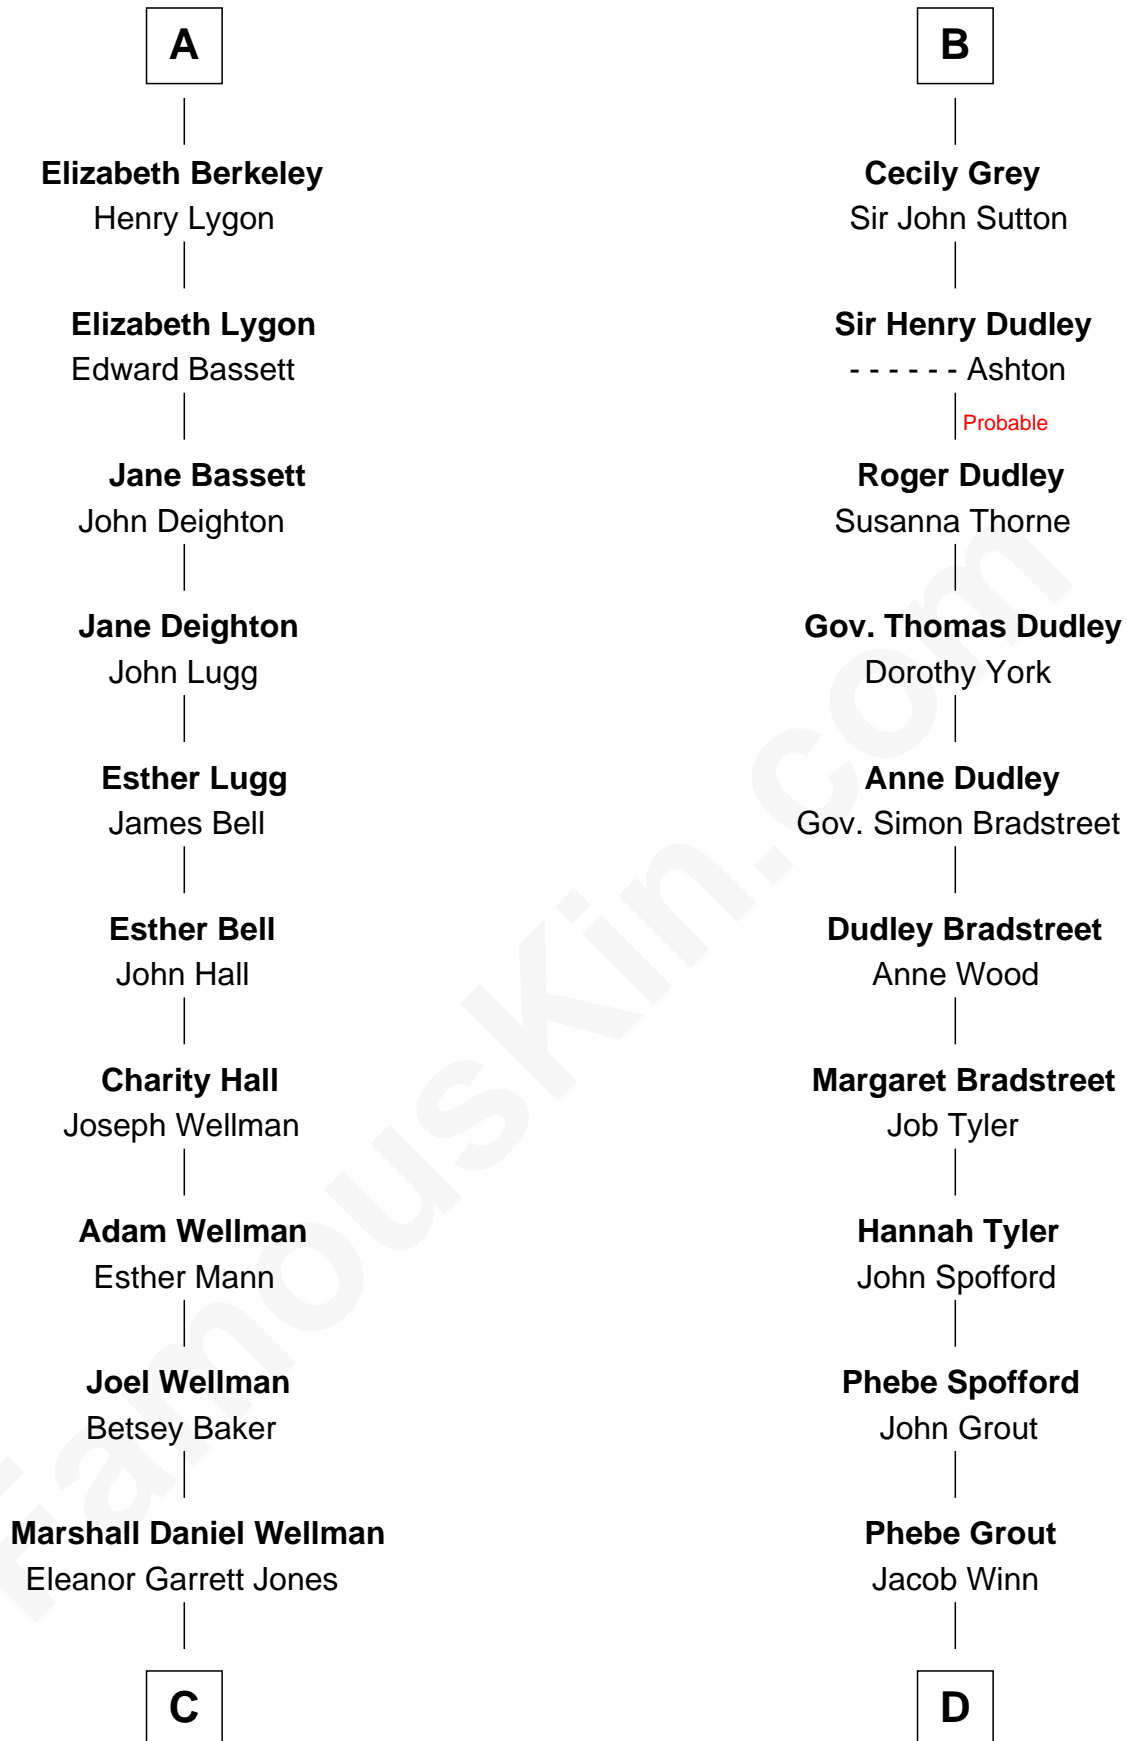 A
Elizabeth Berkeley
Henry Lygon
Elizabeth Lygon
Edward Bassett
Jane Bassett
John Deighton
Jane Deighton
John Lugg
Esther Lugg
James Bell
Esther Bell
John Hall
Charity Hall
Joseph Wellman
Adam Wellman
Esther Mann
Joel Wellman
Betsey Baker
Marshall Daniel Wellman
Eleanor Garrett Jones
C
B
Cecily Grey
Sir John Sutton
Sir Henry Dudley
- - - - - - Ashton
Probable
Roger Dudley
Susanna Thorne
Gov. Thomas Dudley
Dorothy York
Anne Dudley
Gov. Simon Bradstreet
Dudley Bradstreet
Anne Wood
Margaret Bradstreet
Job Tyler
Hannah Tyler
John Spofford
Phebe Spofford
John Grout
Phebe Grout
Jacob Winn
D
FamousKin.com